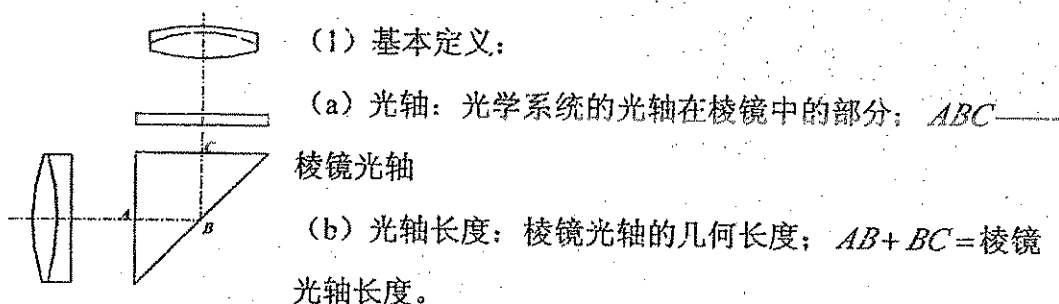 (1) 基本定义:
(a) 光轴：光学系统的光轴在棱镜中的部分；ABC——
棱镜光轴
(b) 光轴长度：棱镜光轴的几何长度；AB+BC=棱镜
光轴长度。
C
A
B